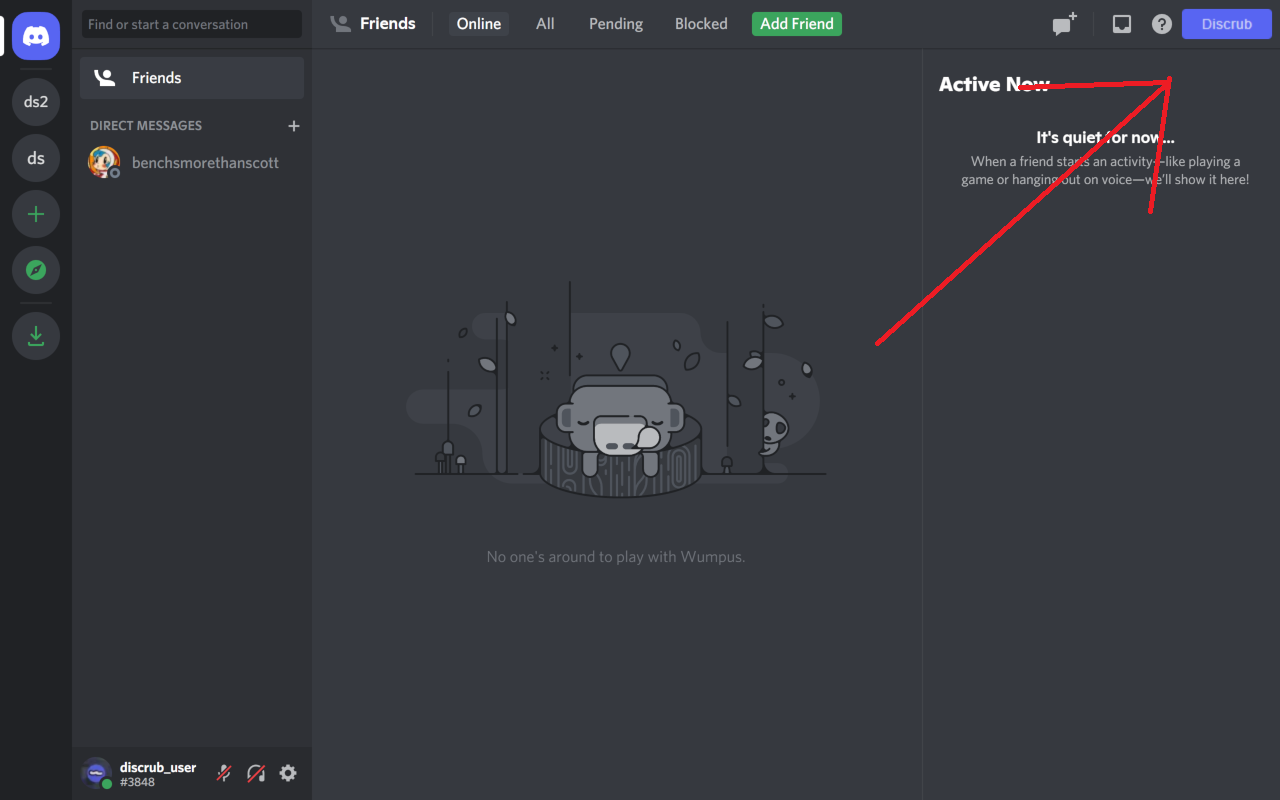 Find or start a conversation
Friends
Online
All
Pending
Blocked
Add Friend
Discrub
ds2
ds
Friends
DIRECT MESSAGES
benchsmorethanscott
Active Now
It's quiet for now...
When a friend starts an activity—like playing a
game or hanging out on voice—we'll show it here!
No one's around to play with Wumpus.
discrub_user
#3848